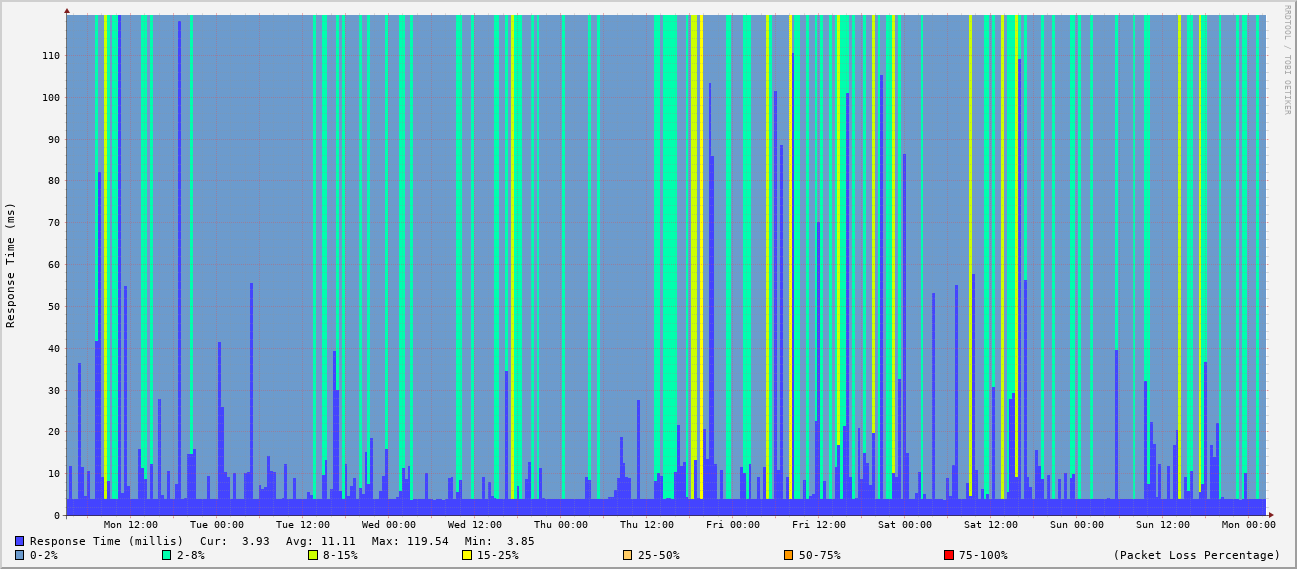 RRDTOOL / TOBI OETIKER
Response Time (ms)
110
100
90
80
70
60
50
40
30
20
10
0
Mon 12:00 Tue 00:00 Tue 12:00 Wed 00:00 Wed 12:00 Thu 00:00 Thu 12:00 Fri 00:00 Fri 12:00 Sat 00:00 Sat 12:00 Sun 00:00 Sun 12:00 Mon 00:00
Response Time (millis) Cur: 3.93 Avg: 11.11 Max: 119.54 Min: 3.85
0-2% 2-8% 8-15% 15-25% 25-50% 50-75% 75-100% (Packet Loss Percentage)